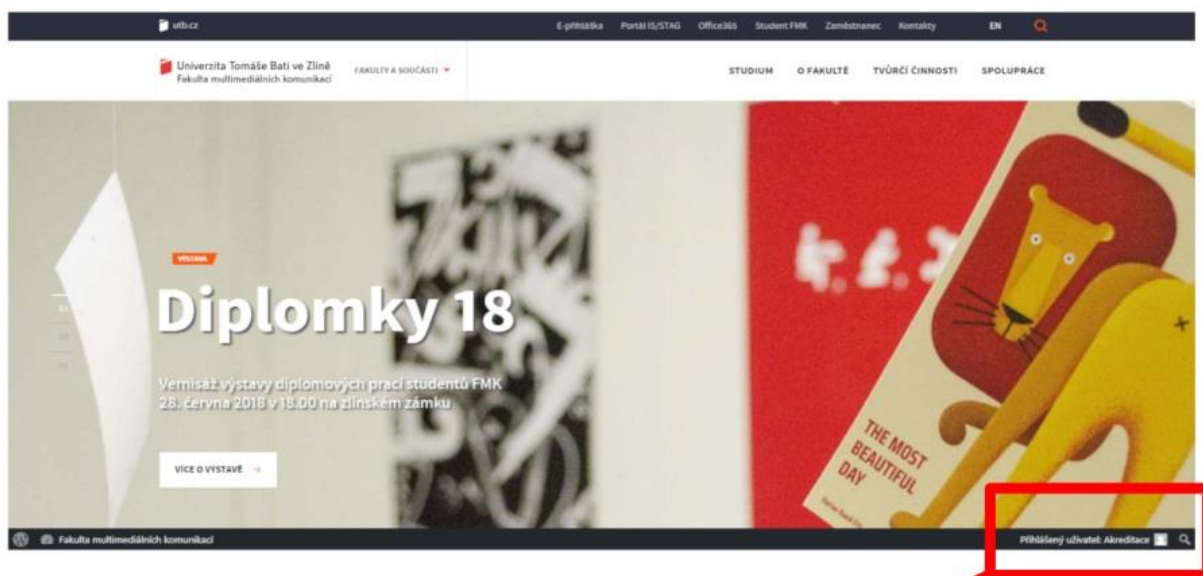 utb.cz
E-přihláška Portál IS/STAG Office365 Student FMK Zaměstnanec Kontakty EN
Univerzita Tomáše Bati ve Zlíně
Fakulta multimediálních komunikací
FAKULTY A SOUČÁSTI
STUDIUM O FAKULTĚ TVŮRČÍ ČINNOSTI SPOLUPRÁCE
VÝSTAVA
Diplomky 18
Vernisáž výstavy diplomových prací studentů FMK
28. června 2018 v 18.00 na zlínském zámku
VÍCE O VÝSTAVĚ
THE MOST
BEAUTIFUL
DAY
Fakulta multimediálních komunikací
Přihlášený uživatel: Akreditace